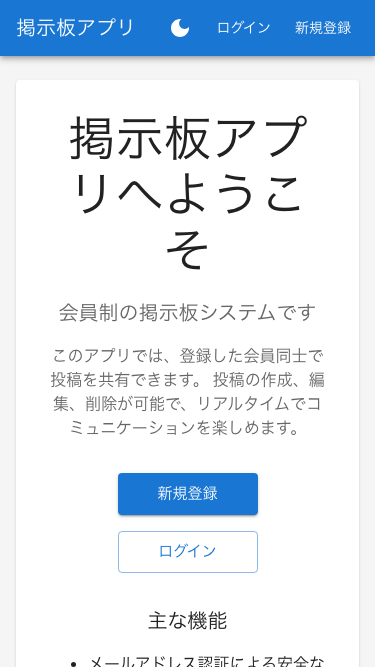 掲示板アプリ ログイン 新規登録
掲示板アプ
リへようこ
そ
会員制の掲示板システムです
このアプリでは、登録した会員同士で
投稿を共有できます。 投稿の作成、編
集、削除が可能で、リアルタイムでコ
ミュニケーションを楽しめます。
新規登録
ログイン
主な機能
• メールアドレス認証による安全な